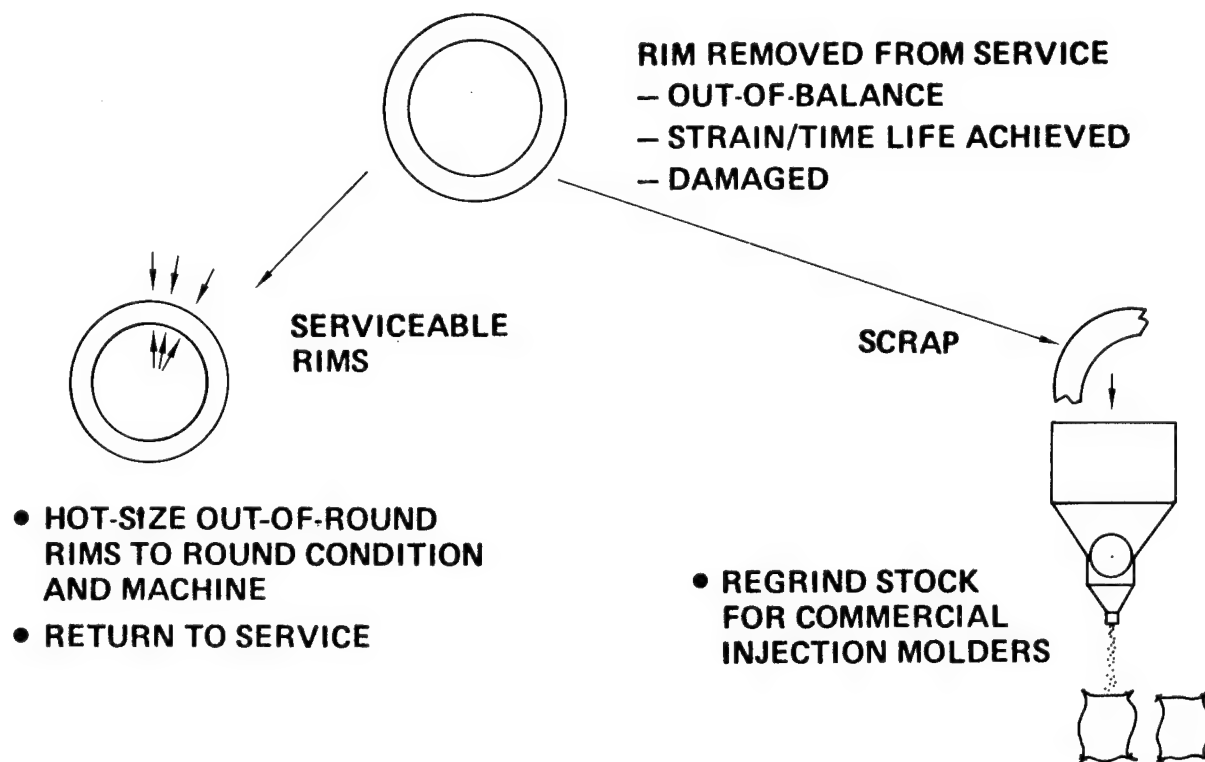 RIM REMOVED FROM SERVICE
– OUT-OF-BALANCE
– STRAIN/TIME LIFE ACHIEVED
– DAMAGED
SERVICEABLE
RIMS
SCRAP
• HOT-SIZE OUT-OF-ROUND
RIMS TO ROUND CONDITION
AND MACHINE
• RETURN TO SERVICE
• REGRIND STOCK
FOR COMMERCIAL
INJECTION MOLDERS